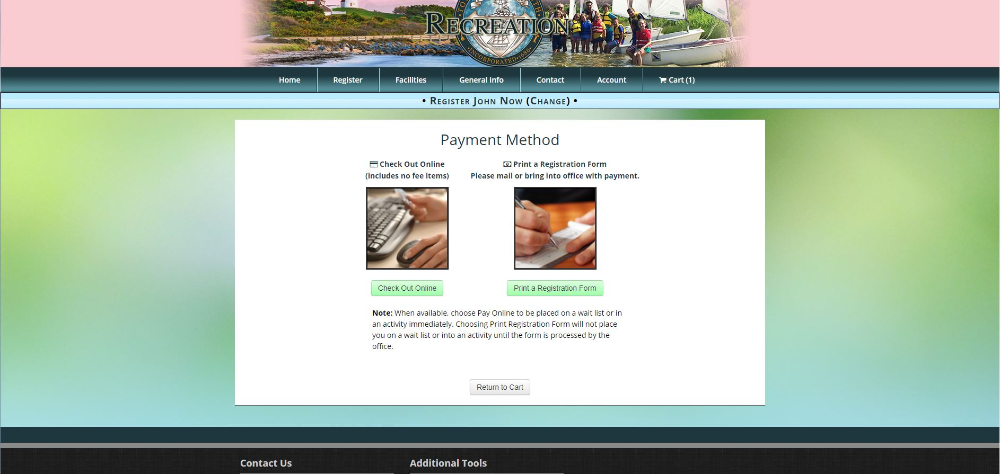 RECREATION
INCORPORATED • 1686
Home
Register
Facilities
General Info
Contact
Account
Cart (1)
• Register John Now (Change) •
Payment Method
Check Out Online
(includes no fee items)
Print a Registration Form
Please mail or bring into office with payment.
Check Out Online
Print a Registration Form
Note: When available, choose Pay Online to be placed on a wait list or in
an activity immediately. Choosing Print Registration Form will not place
you on a wait list or into an activity until the form is processed by the
office.
Return to Cart
Contact Us
Additional Tools